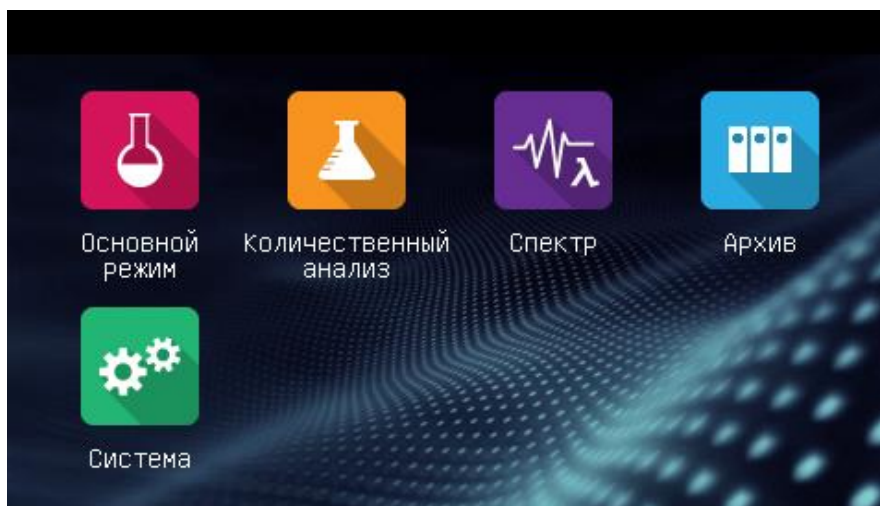 λ
Основной
режим
Количественный
анализ
Спектр
Архив
Система